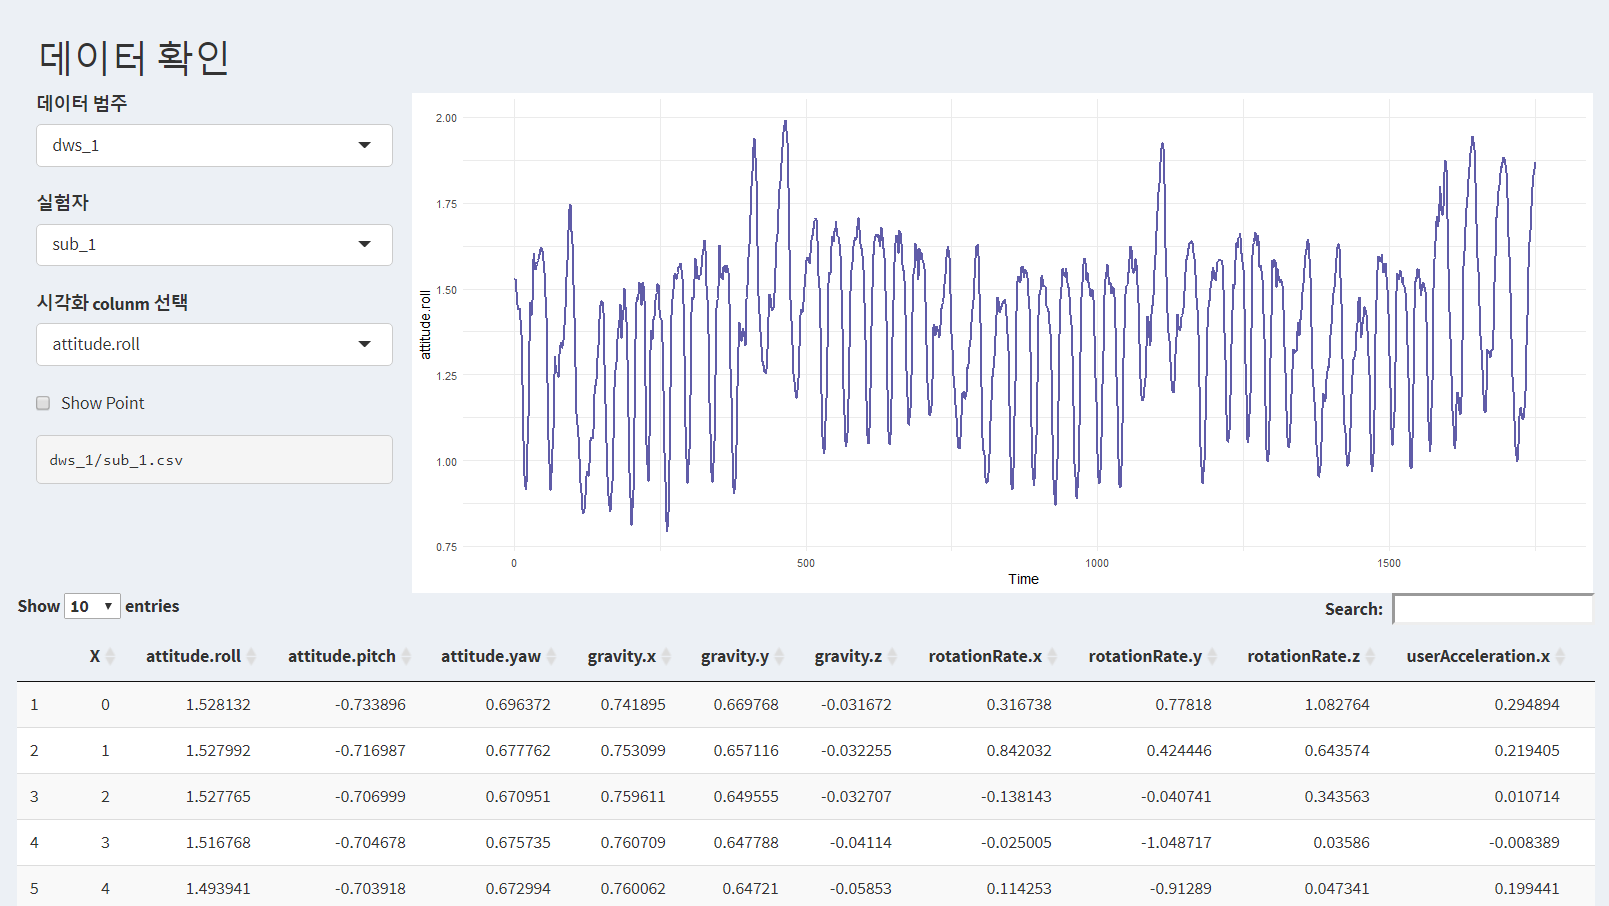 데이터 확인
데이터 범주
dws_1
실험자
sub_1
시각화 colunm 선택
attitude.roll
Show Point
dws_1/sub_1.csv
2.00
1.75
1.50
1.25
1.00
0.75
attitude.roll
0 500 1000 1500
Time
Show 10 entries
Search:
X attitude.roll attitude.pitch attitude.yaw gravity.x gravity.y gravity.z rotationRate.x rotationRate.y rotationRate.z userAcceleration.x
1 0 1.528132 -0.733896 0.696372 0.741895 0.669768 -0.031672 0.316738 0.77818 1.082764 0.294894
2 1 1.527992 -0.716987 0.677762 0.753099 0.657116 -0.032255 0.842032 0.424446 0.643574 0.219405
3 2 1.527765 -0.706999 0.670951 0.759611 0.649555 -0.032707 -0.138143 -0.040741 0.343563 0.010714
4 3 1.516768 -0.704678 0.675735 0.760709 0.647788 -0.04114 -0.025005 -1.048717 0.03586 -0.008389
5 4 1.493941 -0.703918 0.672994 0.760062 0.64721 -0.05853 0.114253 -0.91289 0.047341 0.199441